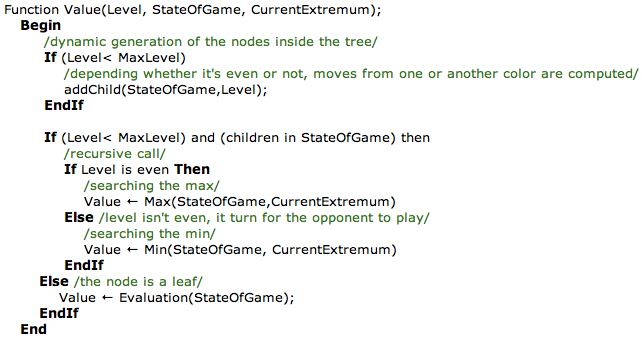 Function Value(Level, StateOfGame, CurrentExtremum);
Begin
/dynamic generation of the nodes inside the tree/
If (Level< MaxLevel)
/depending whether it's even or not, moves from one or another color are computed/
addChild(StateOfGame,Level);
EndIf
If (Level< MaxLevel) and (children in StateOfGame) then
/recursive call/
If Level is even Then
/searching the max/
Value ← Max(StateOfGame,CurrentExtremum)
Else /level isn't even, it turn for the opponent to play/
/searching the min/
Value ← Min(StateOfGame, CurrentExtremum)
EndIf
Else /the node is a leaf/
Value ← Evaluation(StateOfGame);
EndIf
End